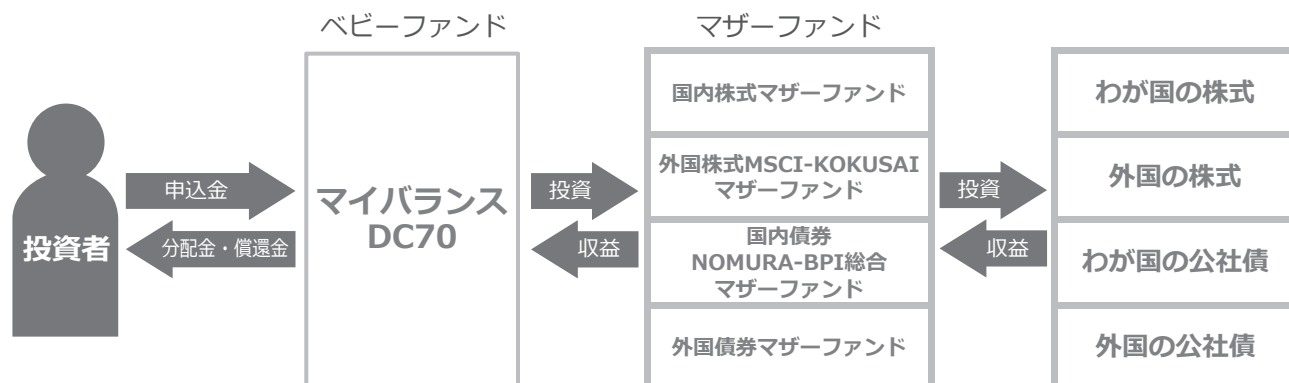 ベビーファンド
マザーファンド
投資者
申込金
分配金・償還金
マイバランス
DC70
投資
収益
国内株式マザーファンド
外国株式MSCI-KOKUSAI
マザーファンド
国内債券
NOMURA-BPI総合
マザーファンド
外国債券マザーファンド
投資
収益
わが国の株式
外国の株式
わが国の公社債
外国の公社債